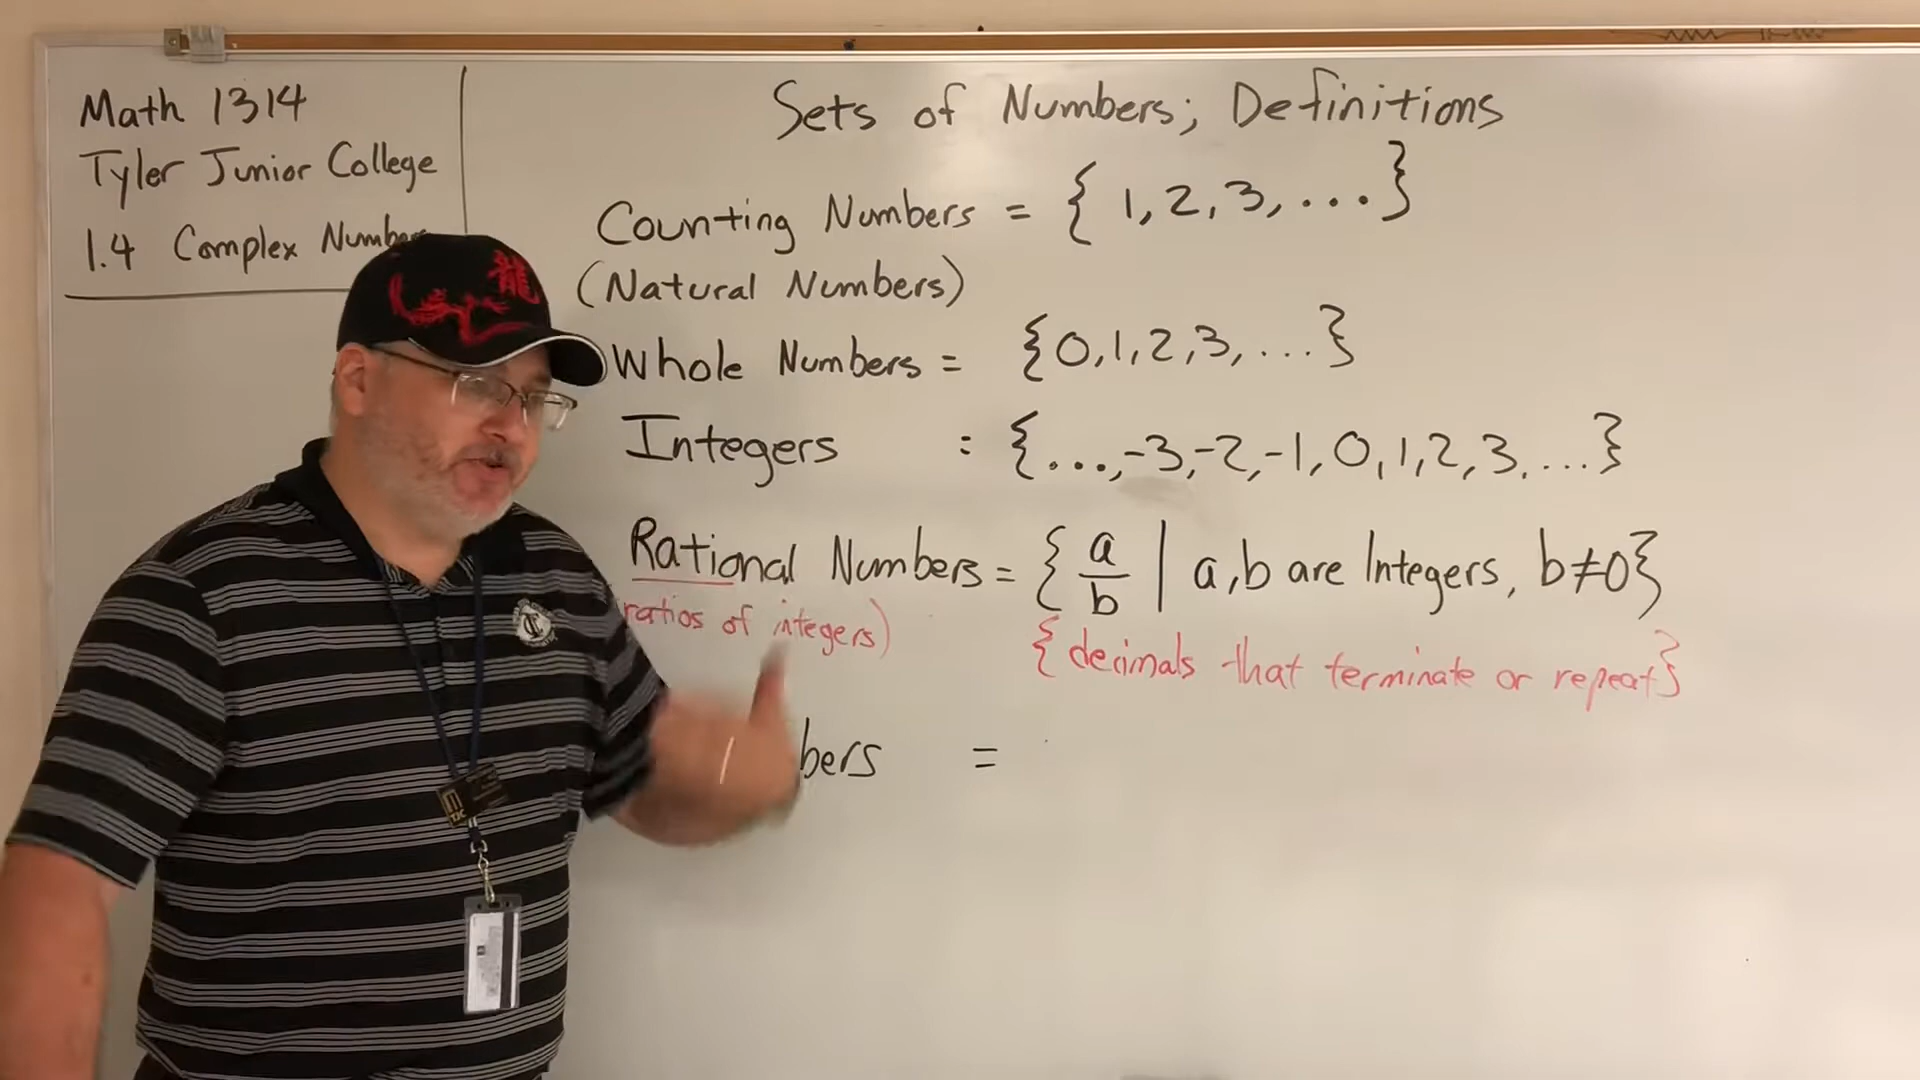 Math 1314
Tyler Junior College
1.4 Complex Numbers
Sets of Numbers; Definitions
Counting Numbers = { 1, 2, 3, ... }
(Natural Numbers)
Whole Numbers = {0, 1, 2, 3, ... }
Integers = {..., -3, -2, -1, 0, 1, 2, 3, ... }
Rational Numbers = { a/b | a, b are Integers, b≠0}
ratios of integers) {decimals that terminate or repeat}
bers =
龍
TJC